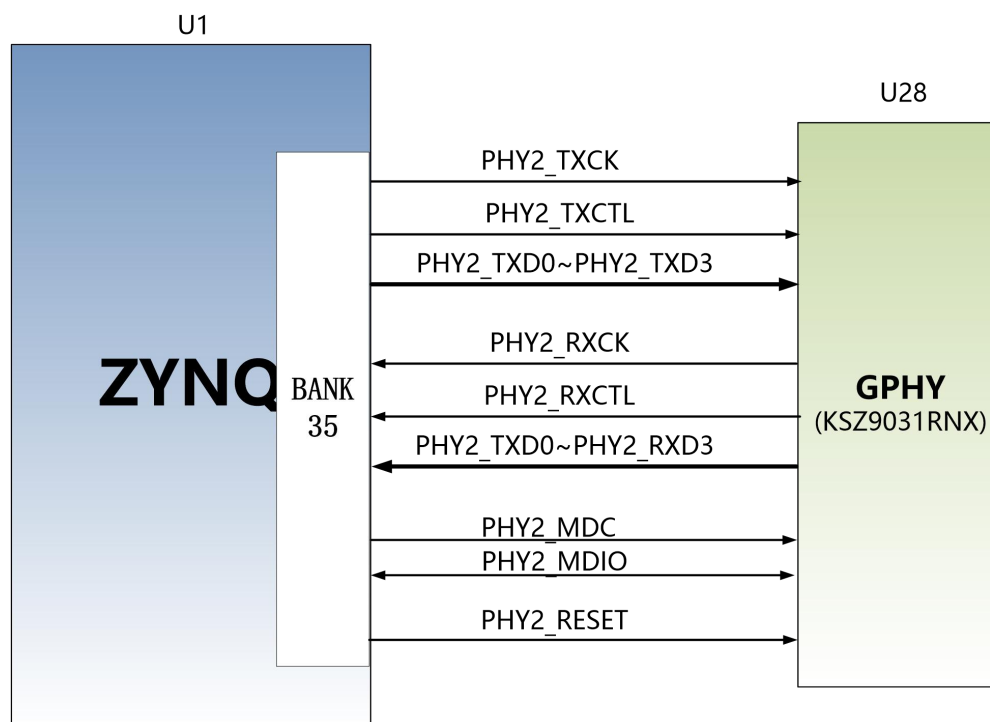 U1
U28
PHY2_TXCK
PHY2_TXCTL
PHY2_TXD0~PHY2_TXD3
PHY2_RXCK
PHY2_RXCTL
PHY2_TXD0~PHY2_RXD3
PHY2_MDC
PHY2_MDIO
PHY2_RESET
ZYNQ
BANK
35
GPHY
(KSZ9031RNX)